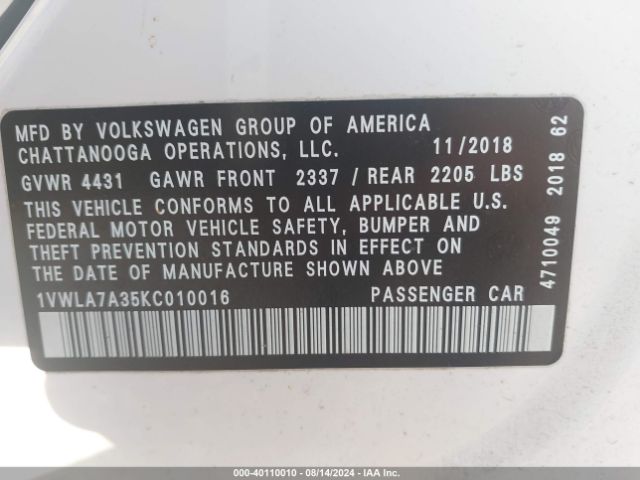 MFD BY VOLKSWAGEN GROUP OF AMERICA
CHATTANOOGA OPERATIONS, LLC. 11/2018
GVWR 4431 GAWR FRONT 2337 / REAR 2205 LBS
THIS VEHICLE CONFORMS TO ALL APPLICABLE U.S.
FEDERAL MOTOR VEHICLE SAFETY, BUMPER AND
THEFT PREVENTION STANDARDS IN EFFECT ON
THE DATE OF MANUFACTURE SHOWN ABOVE
1VWLA7A35KC010016 PASSENGER CAR
4710049 2018 62
000-40110010 - 08/14/2024 - IAAI.COM